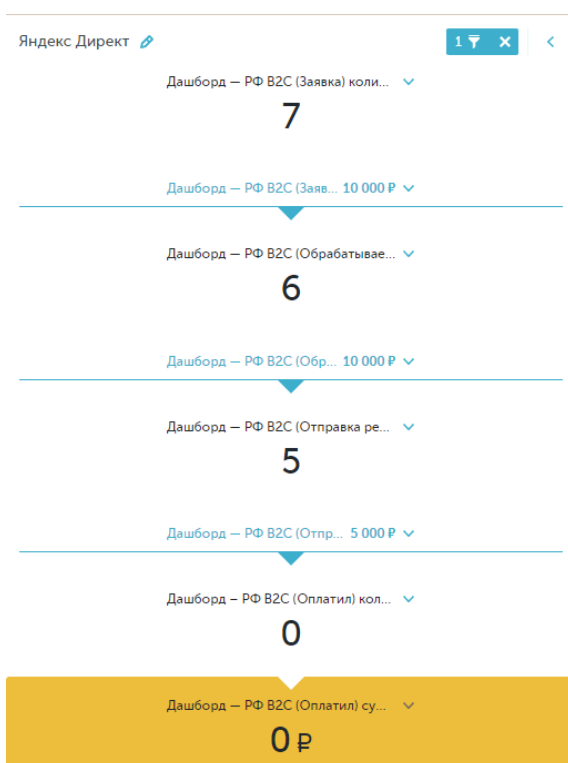 Яндекс Директ
1
Дашборд — РФ B2C (Заявка) коли...
7
Дашборд — РФ B2C (Заяв... 10 000 ₽
Дашборд — РФ B2C (Обрабатывае...
6
Дашборд — РФ B2C (Обр... 10 000 ₽
Дашборд — РФ B2C (Отправка ре...
5
Дашборд — РФ B2C (Отпр... 5 000 ₽
Дашборд – РФ B2C (Оплатил) кол...
0
Дашборд — РФ B2C (Оплатил) су...
0 ₽